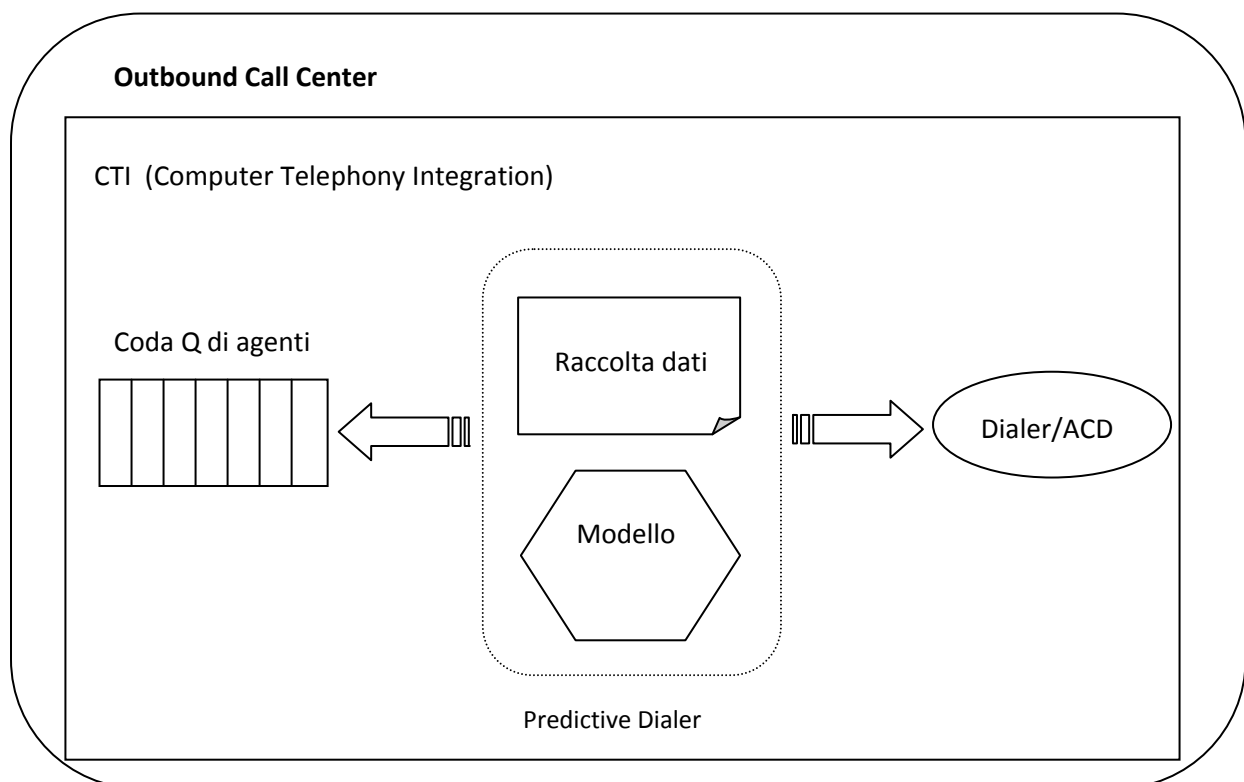 Outbound Call Center
CTI (Computer Telephony Integration)
Coda Q di agenti
Raccolta dati
Dialer/ACD
Modello
Predictive Dialer